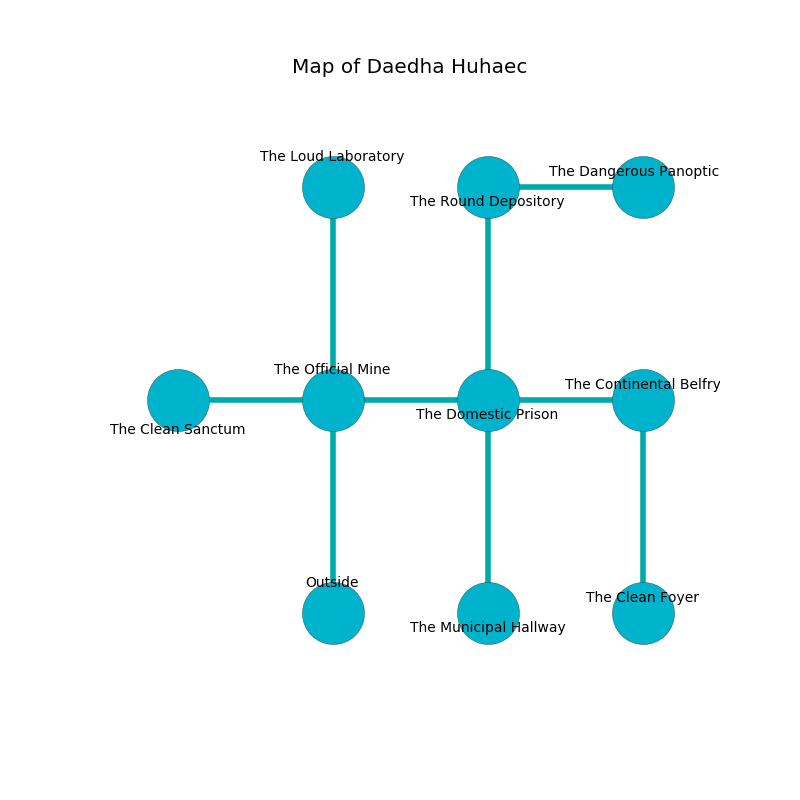 Map of Daedha Huhaec
The Loud Laboratory
The Dangerous Panoptic
The Round Depository
The Official Mine
The Continental Belfry
The Domestic Prison
The Clean Sanctum
Outside
The Clean Foyer
The Municipal Hallway